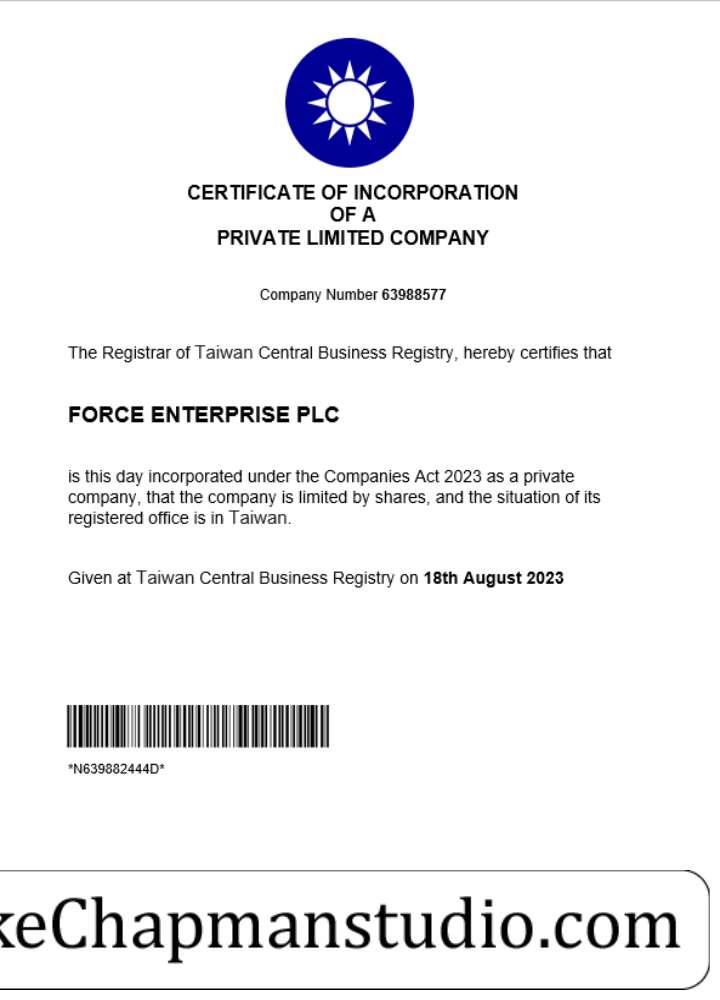 CERTIFICATE OF INCORPORATION
OF A
PRIVATE LIMITED COMPANY
Company Number 63988577
The Registrar of Taiwan Central Business Registry, hereby certifies that
FORCE ENTERPRISE PLC
is this day incorporated under the Companies Act 2023 as a private
company, that the company is limited by shares, and the situation of its
registered office is in Taiwan.
Given at Taiwan Central Business Registry on 18th August 2023
*N639882444D*
keChapmanstudio.com